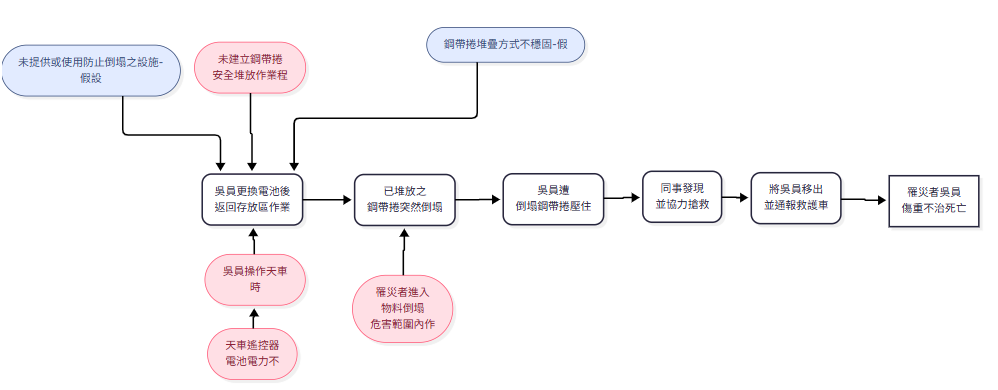 鋼帶捲堆疊方式不穩固-假
未提供或使用防止倒塌之設施-
假設
未建立鋼帶捲
安全堆放作業程
吳員更換電池後
返回存放區作業
已堆放之
鋼帶捲突然倒塌
吳員遭
倒塌鋼帶捲壓住
同事發現
並協力搶救
將吳員移出
並通報救護車
罹災者吳員
傷重不治死亡
吳員操作天車
時
罹災者進入
物料倒塌
危害範圍內作
天車遙控器
電池電力不